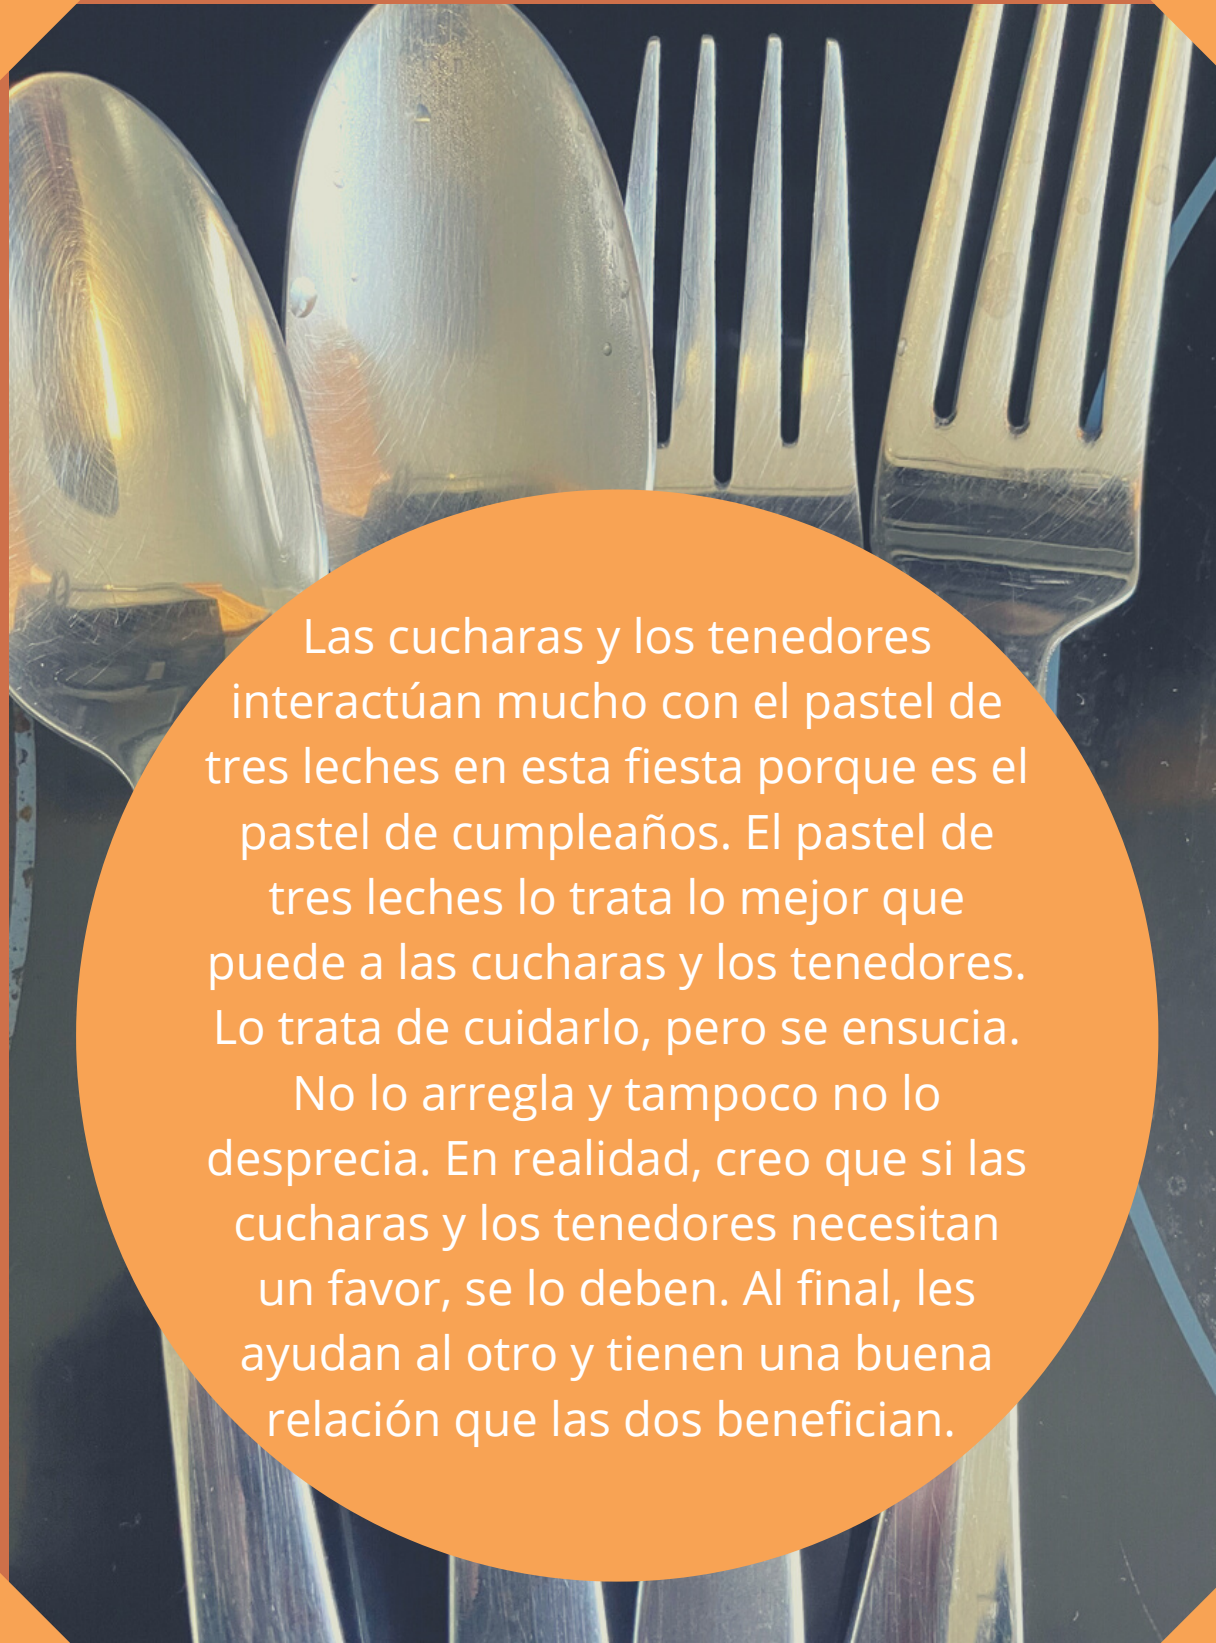 Las cucharas y los tenedores
interactúan mucho con el pastel de
tres leches en esta fiesta porque es el
pastel de cumpleaños. El pastel de
tres leches lo trata lo mejor que
puede a las cucharas y los tenedores.
Lo trata de cuidarlo, pero se ensucia.
No lo arregla y tampoco no lo
desprecia. En realidad, creo que si las
cucharas y los tenedores necesitan
un favor, se lo deben. Al final, les
ayudan al otro y tienen una buena
relación que las dos benefician.